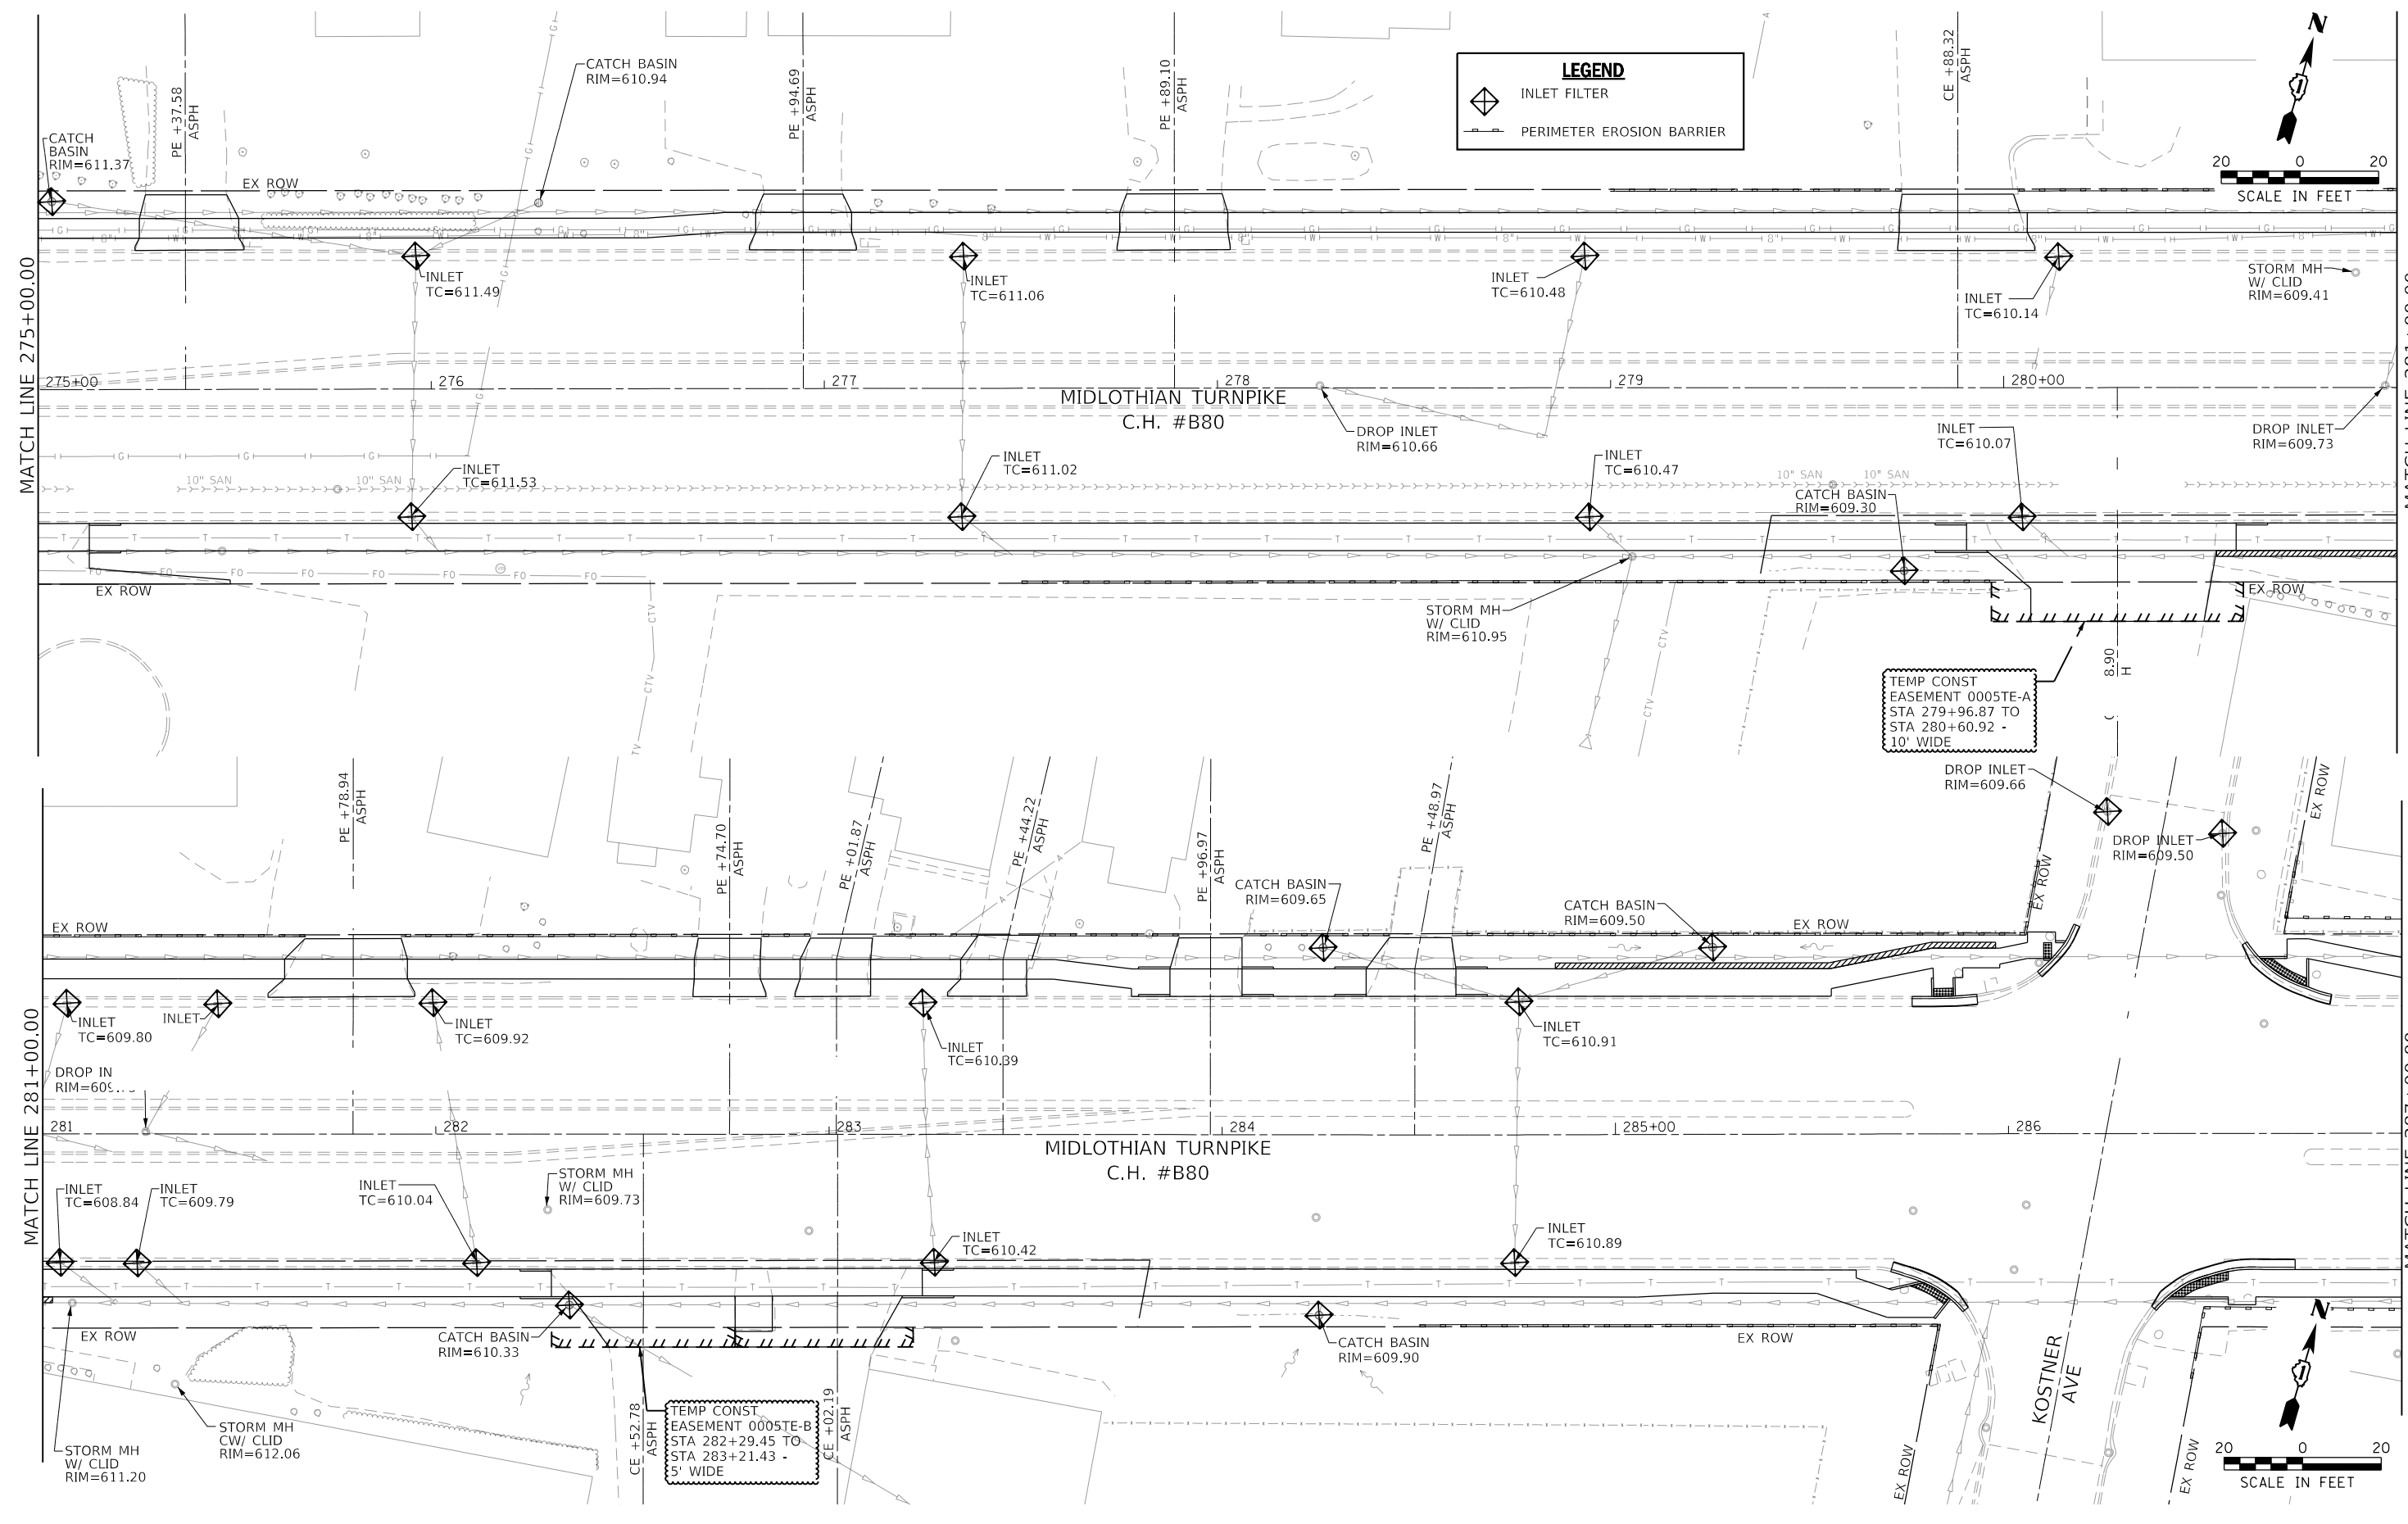 CATCH BASIN
RIM=610.94
CATCH
BASIN
RIM=611.37
PE +37.58
ASPH
PE +94.69
ASPH
PE +89.10
ASPH
CE +88.32
ASPH
LEGEND
INLET FILTER
PERIMETER EROSION BARRIER
N
20 0 20
SCALE IN FEET
EX ROW
INLET
TC=611.49
INLET
TC=611.06
INLET
TC=610.48
INLET
TC=610.14
STORM MH
W/ CLID
RIM=609.41
MATCH LINE 275+00.00
275+00
276
277
278
279
280+00
MIDLOTHIAN TURNPIKE
C.H. #B80
DROP INLET
RIM=610.66
INLET
TC=610.07
DROP INLET
RIM=609.73
INLET
TC=611.53
INLET
TC=611.02
INLET
TC=610.47
10" SAN
10" SAN
10" SAN
10" SAN
CATCH BASIN
RIM=609.30
EX ROW
EX ROW
STORM MH
W/ CLID
RIM=610.95
8.90
H
TEMP CONST
EASEMENT 0005TE-A
STA 279+96.87 TO
STA 280+60.92 -
10' WIDE
PE +78.94
ASPH
PE +74.70
ASPH
PE +01.87
ASPH
PE +44.22
ASPH
PE +96.97
ASPH
PE +48.97
ASPH
DROP INLET
RIM=609.66
DROP INLET
RIM=609.50
EX ROW
EX ROW
CATCH BASIN
RIM=609.65
CATCH BASIN
RIM=609.50
EX ROW
EX ROW
INLET
TC=609.80
INLET
INLET
TC=609.92
INLET
TC=610.39
INLET
TC=610.91
DROP IN
MATCH LINE 281+00.00
281
282
283
284
285+00
286
MIDLOTHIAN TURNPIKE
C.H. #B80
INLET
TC=608.84
INLET
TC=609.79
INLET
TC=610.04
STORM MH
W/ CLID
RIM=609.73
INLET
TC=610.42
INLET
TC=610.89
EX ROW
CATCH BASIN
RIM=610.33
CATCH BASIN
RIM=609.90
EX ROW
KOSTNER
AVE
STORM MH
W/ CLID
RIM=611.20
STORM MH
CW/ CLID
RIM=612.06
CE +52.78
ASPH
TEMP CONST
EASEMENT 0005TE-B
STA 282+29.45 TO
STA 283+21.43 -
5' WIDE
CE +02.19
ASPH
EX ROW
EX ROW
N
20 0 20
SCALE IN FEET